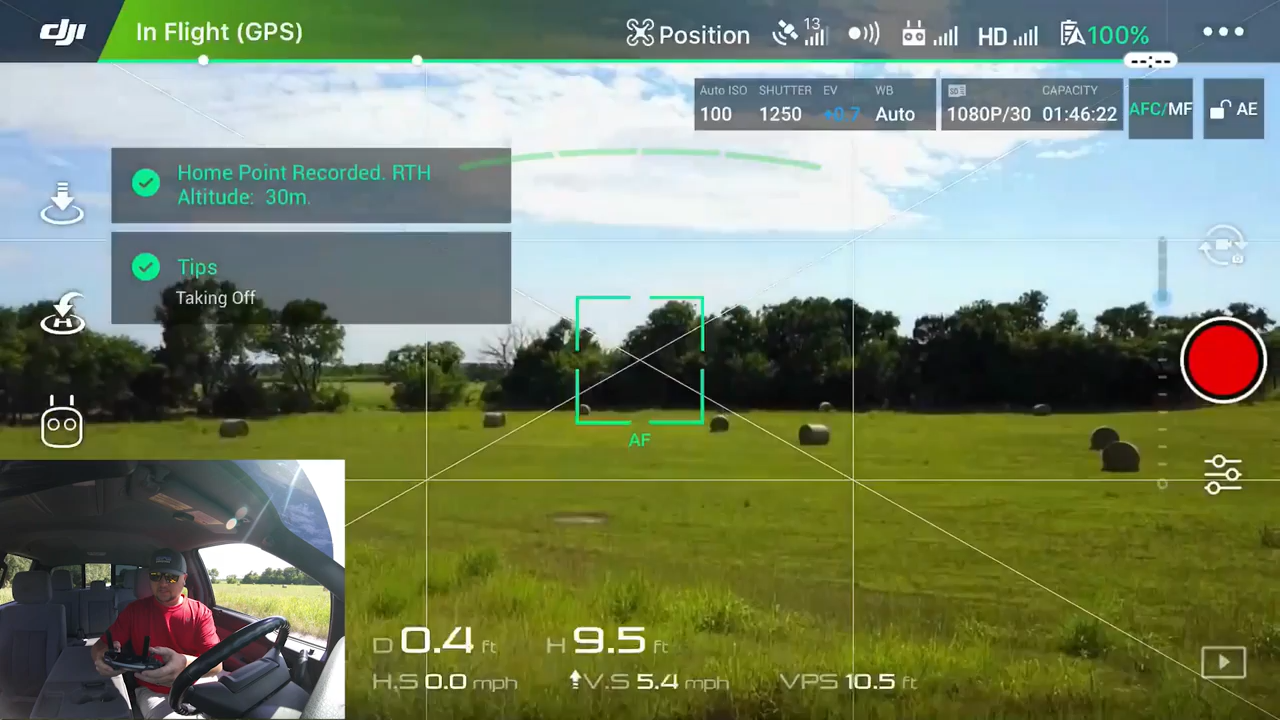 dji
In Flight (GPS)
Position
13
HD
100%
--:--
Auto ISO SHUTTER EV WB
100 1250 +0.7 Auto
CAPACITY
1080P/30 01:46:22
AFC/MF
AE
Home Point Recorded. RTH
Altitude: 30m.
Tips
Taking Off
H
AF
D 0.4 ft H 9.5 ft
H.S 0.0 mph V.S 5.4 mph VPS 10.5 ft